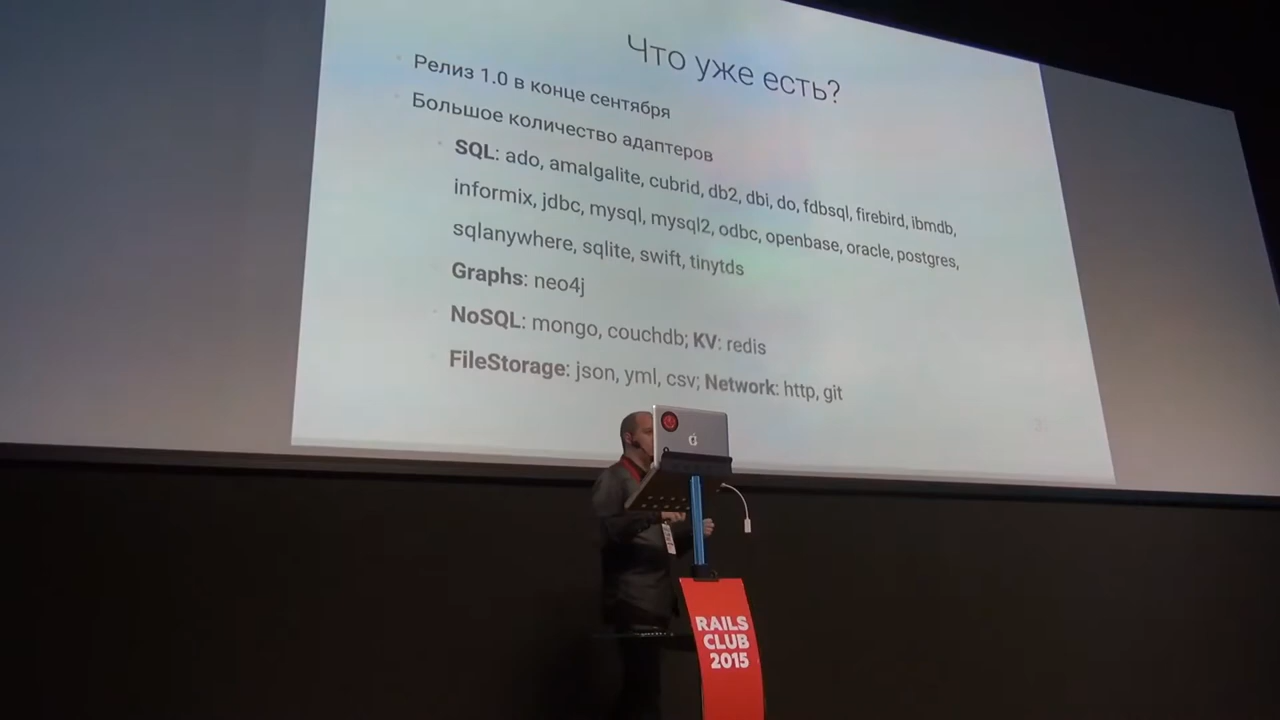 Что уже есть?
Релиз 1.0 в конце сентября
Большое количество адаптеров
SQL: ado, amalgalite, cubrid, db2, dbi, do, fdbsql, firebird, ibmdb,
informix, jdbc, mysql, mysql2, odbc, openbase, oracle, postgres,
sqlanywhere, sqlite, swift, tinytds
Graphs: neo4j
NoSQL: mongo, couchdb; KV: redis
FileStorage: json, yml, csv; Network: http, git
RAILS
CLUB
2015